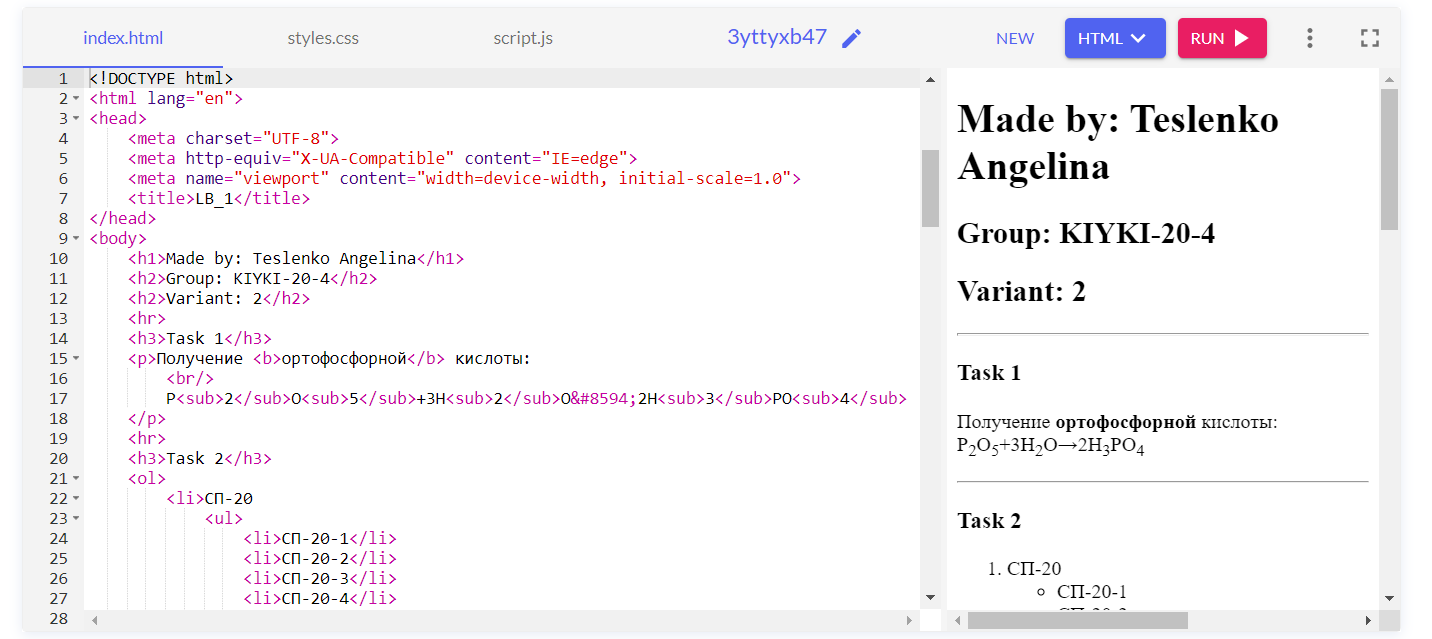 index.html styles.css script.js 3yttyxb47 NEW HTML RUN
1 <!DOCTYPE html>
2 <html lang="en">
3 <head>
4 <meta charset="UTF-8">
5 <meta http-equiv="X-UA-Compatible" content="IE=edge">
6 <meta name="viewport" content="width=device-width, initial-scale=1.0">
7 <title>LB_1</title>
8 </head>
9 <body>
10 <h1>Made by: Teslenko Angelina</h1>
11 <h2>Group: KIYKI-20-4</h2>
12 <h2>Variant: 2</h2>
13 <hr>
14 <h3>Task 1</h3>
15 <p>Получение <b>ортофосфорной</b> кислоты:
16 <br/>
17 P<sub>2</sub>O<sub>5</sub>+3H<sub>2</sub>O&#8594;2H<sub>3</sub>PO<sub>4</sub>
18 </p>
19 <hr>
20 <h3>Task 2</h3>
21 <ol>
22 <li>СП-20
23 <ul>
24 <li>СП-20-1</li>
25 <li>СП-20-2</li>
26 <li>СП-20-3</li>
27 <li>СП-20-4</li>
28
Made by: Teslenko
Angelina
Group: KIYKI-20-4
Variant: 2
Task 1
Получение ортофосфорной кислоты:
P2O5+3H2O→2H3PO4
Task 2
1. СП-20
СП-20-1